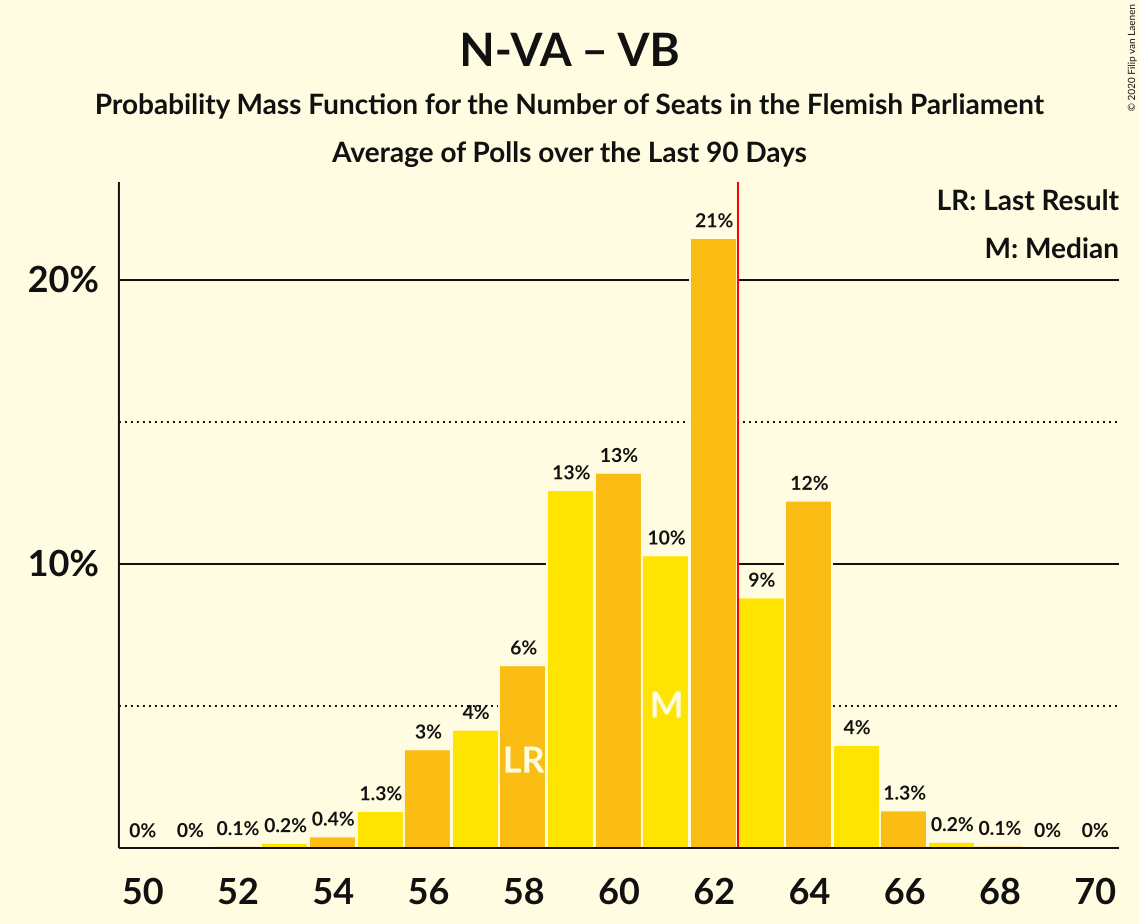 N-VA – VB
Probability Mass Function for the Number of Seats in the Flemish Parliament
Average of Polls over the Last 90 Days
© 2020 Filip van Laenen
LR: Last Result
M: Median
20%
10%
0%
0%
0.1%
0.2%
0.4%
1.3%
3%
4%
6%
13%
13%
10%
21%
9%
12%
4%
1.3%
0.2%
0.1%
0%
0%
LR
M
50 52 54 56 58 60 62 64 66 68 70